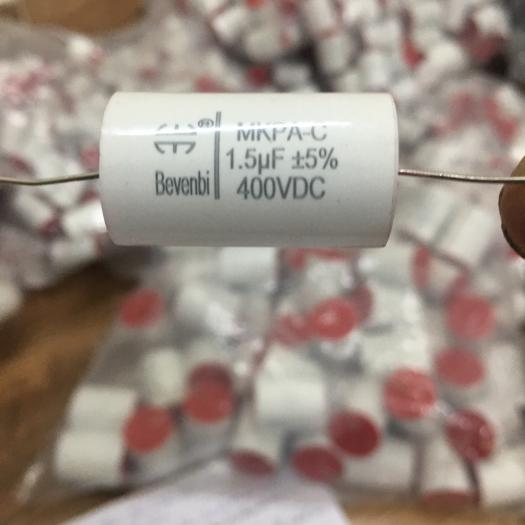 MKPA-C
1.5µF ±5%
Bevenbi
400VDC